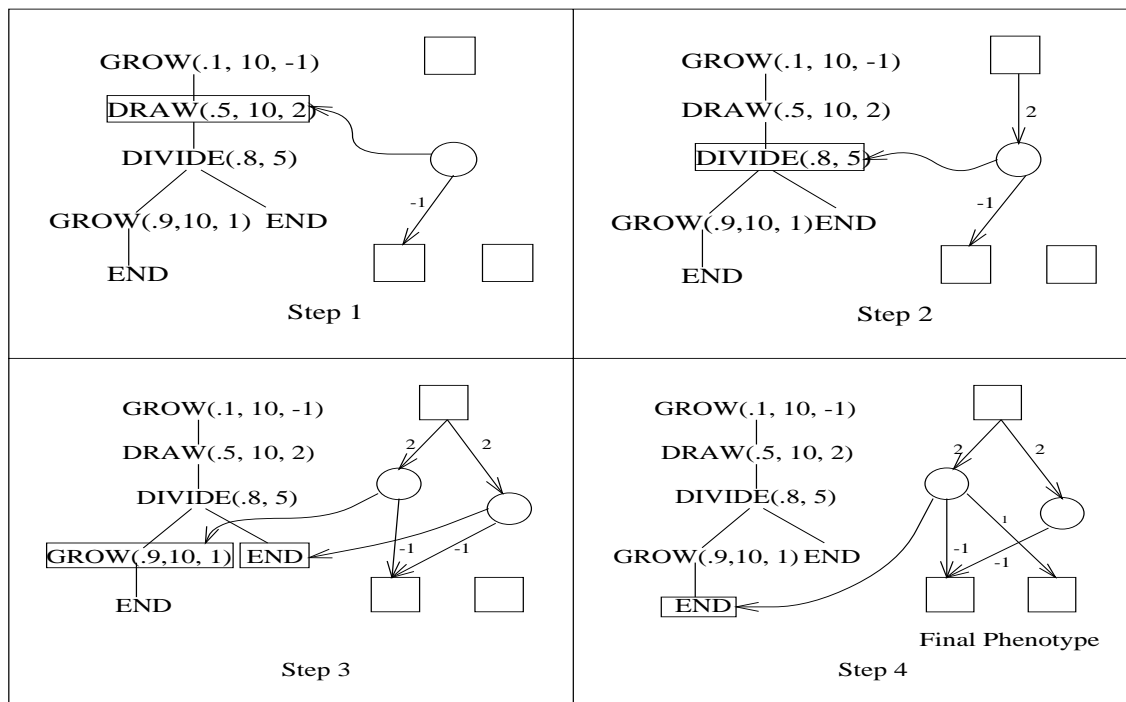 GROW(.1, 10, -1)
DRAW(.5, 10, 2)
DIVIDE(.8, 5)
-1
GROW(.9,10, 1) END
END
Step 1
GROW(.1, 10, -1)
DRAW(.5, 10, 2)
2
DIVIDE(.8, 5)
-1
GROW(.9,10, 1) END
END
Step 2
GROW(.1, 10, -1)
2 2
DRAW(.5, 10, 2)
DIVIDE(.8, 5)
GROW(.9,10, 1) END
-1 -1
END
Step 3
GROW(.1, 10, -1)
DRAW(.5, 10, 2)
2 2
DIVIDE(.8, 5)
1
GROW(.9,10, 1) END
-1
-1
END
Final Phenotype
Step 4